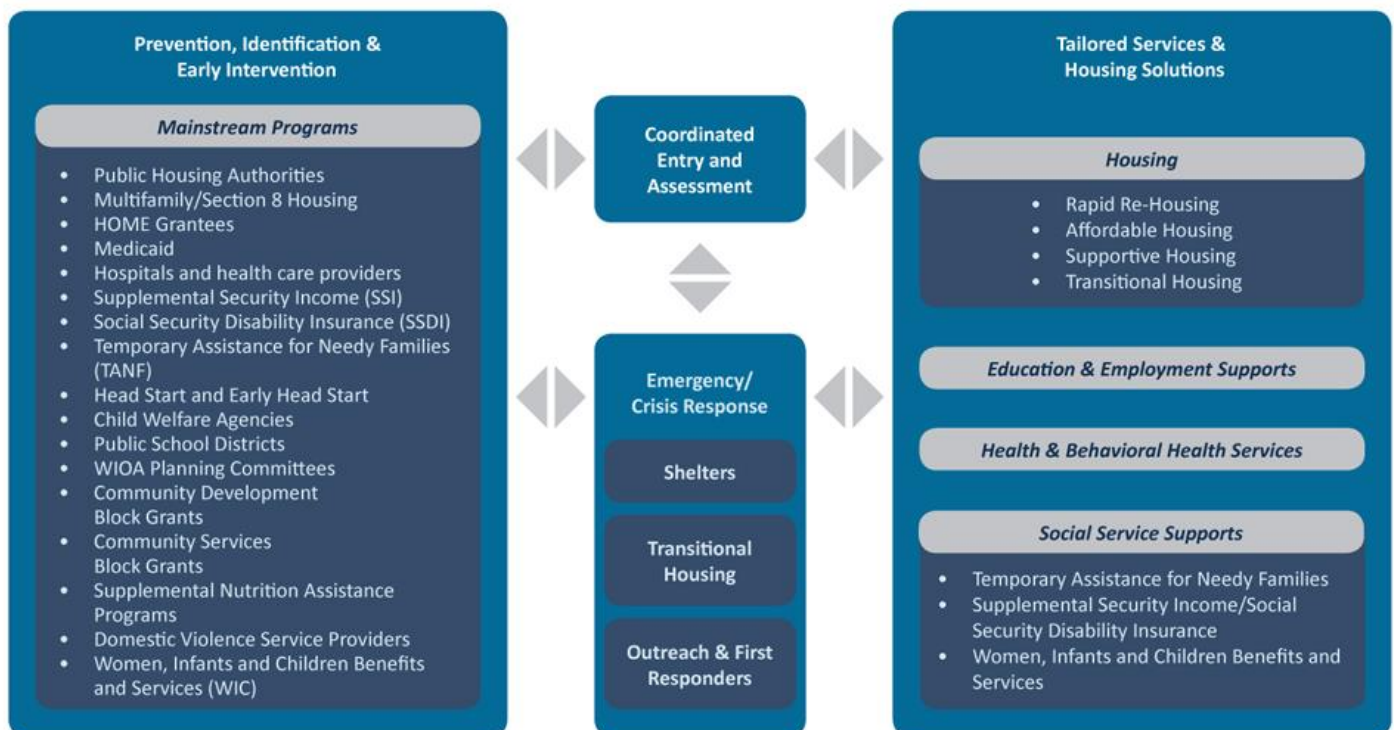 Prevention, Identification &
Early Intervention
Mainstream Programs
• Public Housing Authorities
• Multifamily/Section 8 Housing
• HOME Grantees
• Medicaid
• Hospitals and health care providers
• Supplemental Security Income (SSI)
• Social Security Disability Insurance (SSDI)
• Temporary Assistance for Needy Families
(TANF)
• Head Start and Early Head Start
• Child Welfare Agencies
• Public School Districts
• WIOA Planning Committees
• Community Development
Block Grants
• Community Services
Block Grants
• Supplemental Nutrition Assistance
Programs
• Domestic Violence Service Providers
• Women, Infants and Children Benefits
and Services (WIC)
Coordinated
Entry and
Assessment
Emergency/
Crisis Response
Shelters
Transitional
Housing
Outreach & First
Responders
Tailored Services &
Housing Solutions
Housing
• Rapid Re-Housing
• Affordable Housing
• Supportive Housing
• Transitional Housing
Education & Employment Supports
Health & Behavioral Health Services
Social Service Supports
• Temporary Assistance for Needy Families
• Supplemental Security Income/Social
Security Disability Insurance
• Women, Infants and Children Benefits and
Services